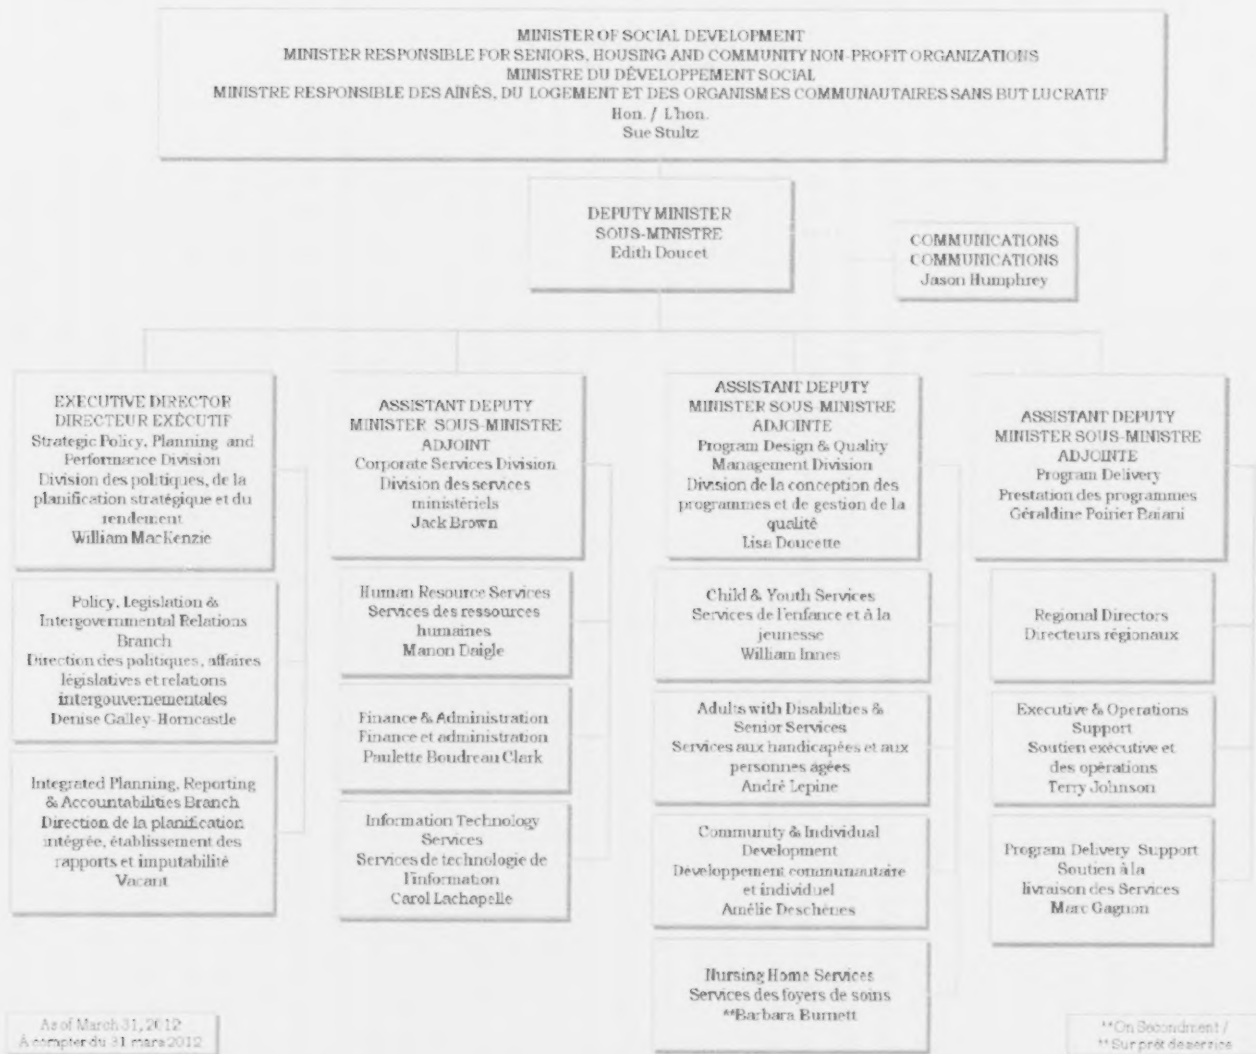 MINISTER OF SOCIAL DEVELOPMENT
MINISTER RESPONSIBLE FOR SENIORS, HOUSING AND COMMUNITY NON-PROFIT ORGANIZATIONS
MINISTRE DU DÉVELOPPEMENT SOCIAL
MINISTRE RESPONSIBLE DES AÎNÉS, DU LOGEMENT ET DES ORGANISMES COMMUNAUTAIRES SANS BUT LUCRATIF
Hon. / L'hon.
Sue Stultz
DEPUTY MINISTER
SOUS-MINISTRE
Edith Doucet
COMMUNICATIONS
COMMUNICATIONS
Jason Humphrey
EXECUTIVE DIRECTOR
DIRECTEUR EXÉCUTIF
Strategic Policy, Planning and
Performance Division
Division des politiques, de la
planification stratégique et du
rendement
William MacKenzie
Policy, Legislation &
Intergovernmental Relations
Branch
Direction des politiques, affaires
législatives et relations
intergouvernementales
Denise Galley-Horncastle
Integrated Planning, Reporting
& Accountabilities Branch
Direction de la planification
intégrée, établissement des
rapports et imputabilité
Vacant
ASSISTANT DEPUTY
MINISTER SOUS-MINISTRE
ADJOINT
Corporate Services Division
Division des services
ministériels
Jack Brown
Human Resource Services
Services des ressources
humaines
Manon Daigle
Finance & Administration
Finance et administration
Paulette Boudreau Clark
Information Technology
Services
Services de technologie de
l'information
Carol Lachapelle
ASSISTANT DEPUTY
MINISTER SOUS-MINISTRE
ADJOINTE
Program Design & Quality
Management Division
Division de la conception des
programmes et de gestion de la
qualité
Lisa Doucette
Child & Youth Services
Services de l'enfance et à la
jeunesse
William Innes
Adults with Disabilities &
Senior Services
Services aux handicapées et aux
personnes âgées
André Lepine
Community & Individual
Development
Développement communautaire
et individuel
Amélie Deschênes
Nursing Home Services
Services des foyers de soins
**Barbara Burnett
ASSISTANT DEPUTY
MINISTER SOUS-MINISTRE
ADJOINTE
Program Delivery
Prestation des programmes
Géraldine Poirier Baiani
Regional Directors
Directeurs régionaux
Executive & Operations
Support
Soutien exécutive et
des opérations
Terry Johnson
Program Delivery Support
Soutien à la
livraison des Services
Marc Gagnon
As of March 31, 2012
À compter du 31 mars 2012
**On Secondment /
**Sur prêt de service